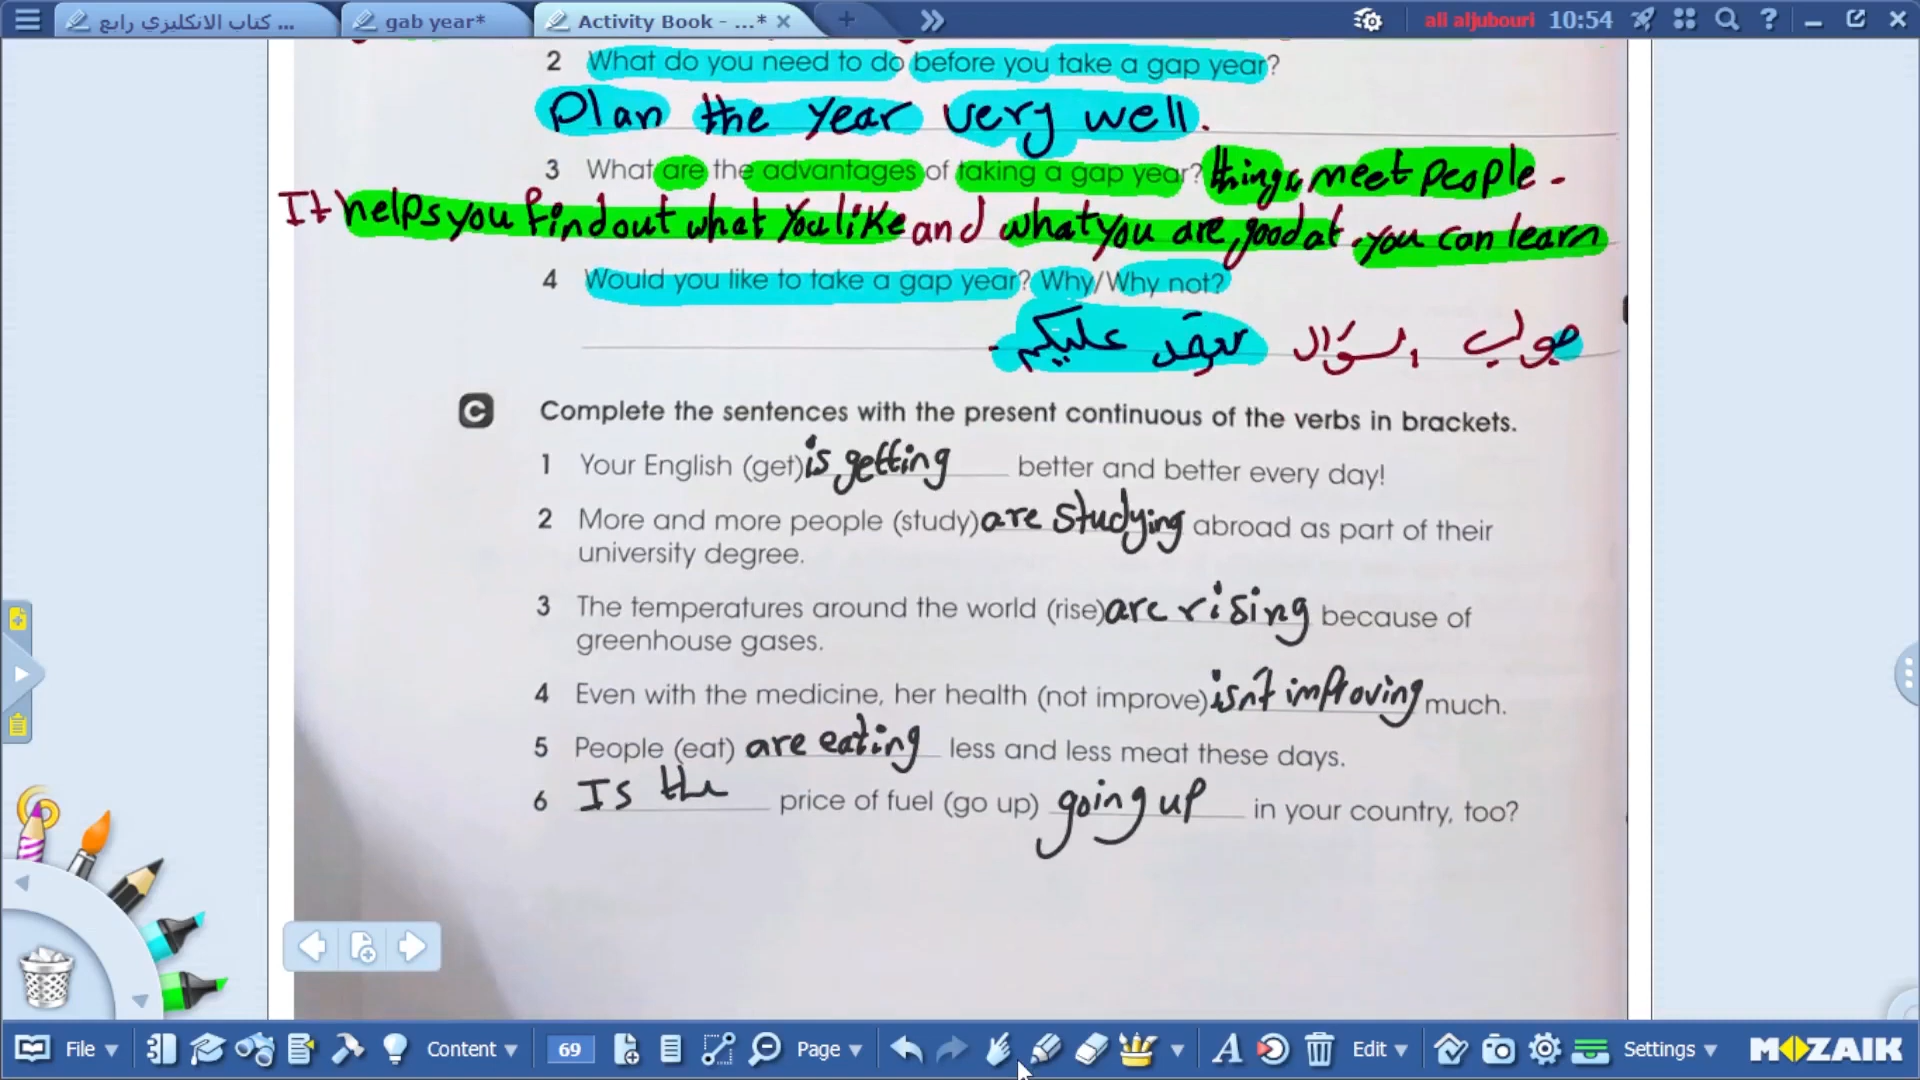 كتاب الانكليزي رابع ...
gab year*
Activity Book - ...*
ali aljubouri 10:54
2 What do you need to do before you take a gap year?
Plan the year very well.
3 What are the advantages of taking a gap year? things, meet people.
It helps you find out what you like and what you are good at. you can learn
4 Would you like to take a gap year? Why/Why not?
عليكم
C Complete the sentences with the present continuous of the verbs in brackets.
1 Your English (get) is getting better and better every day!
2 More and more people (study) are studying abroad as part of their
university degree.
3 The temperatures around the world (rise) are rising because of
greenhouse gases.
4 Even with the medicine, her health (not improve) isn't improving much.
5 People (eat) are eating less and less meat these days.
6 Is the price of fuel (go up) going up in your country, too?
File Content 69 Page Edit Settings MOZAIK